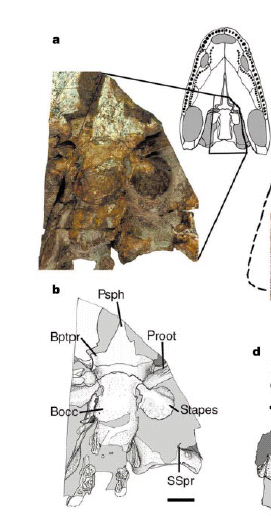 a
b
Psph
Bptpr
Proot
d
Bocc
Stapes
SSpr